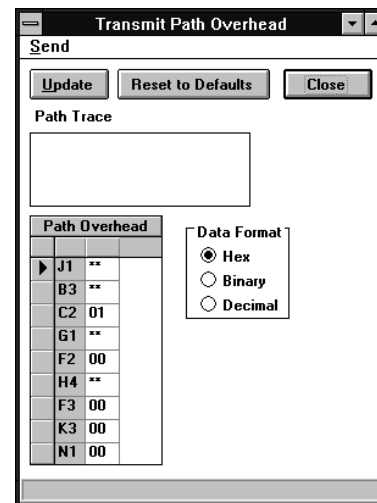 Transmit Path Overhead
Send
Update Reset to Defaults Close
Path Trace
Path Overhead
J1 **
B3 **
C2 01
G1 **
F2 00
H4 **
F3 00
K3 00
N1 00
Data Format
Hex
Binary
Decimal